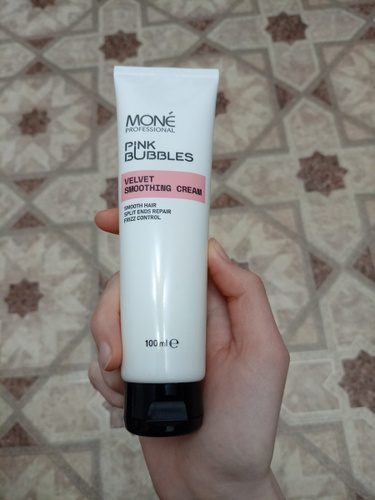 MONÉ
PROFESSIONAL
PINK
BUBBLES
VELVET
SMOOTHING CREAM
SMOOTH HAIR
SPLIT ENDS REPAIR
FRIZZ CONTROL
100ml ℮